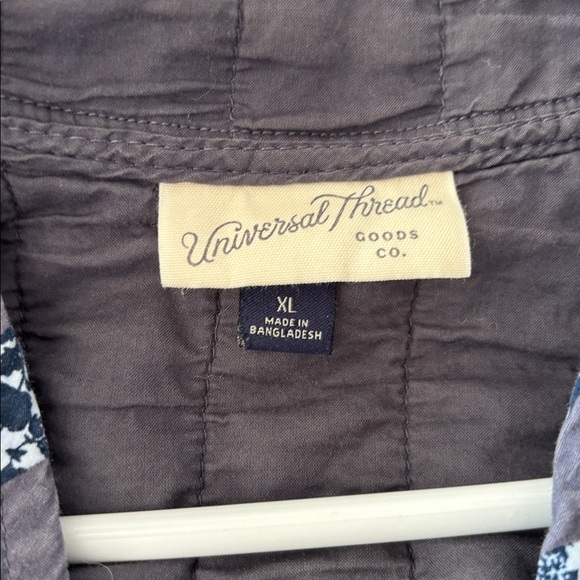 Universal Thread™
GOODS
CO.
XL
MADE IN
BANGLADESH